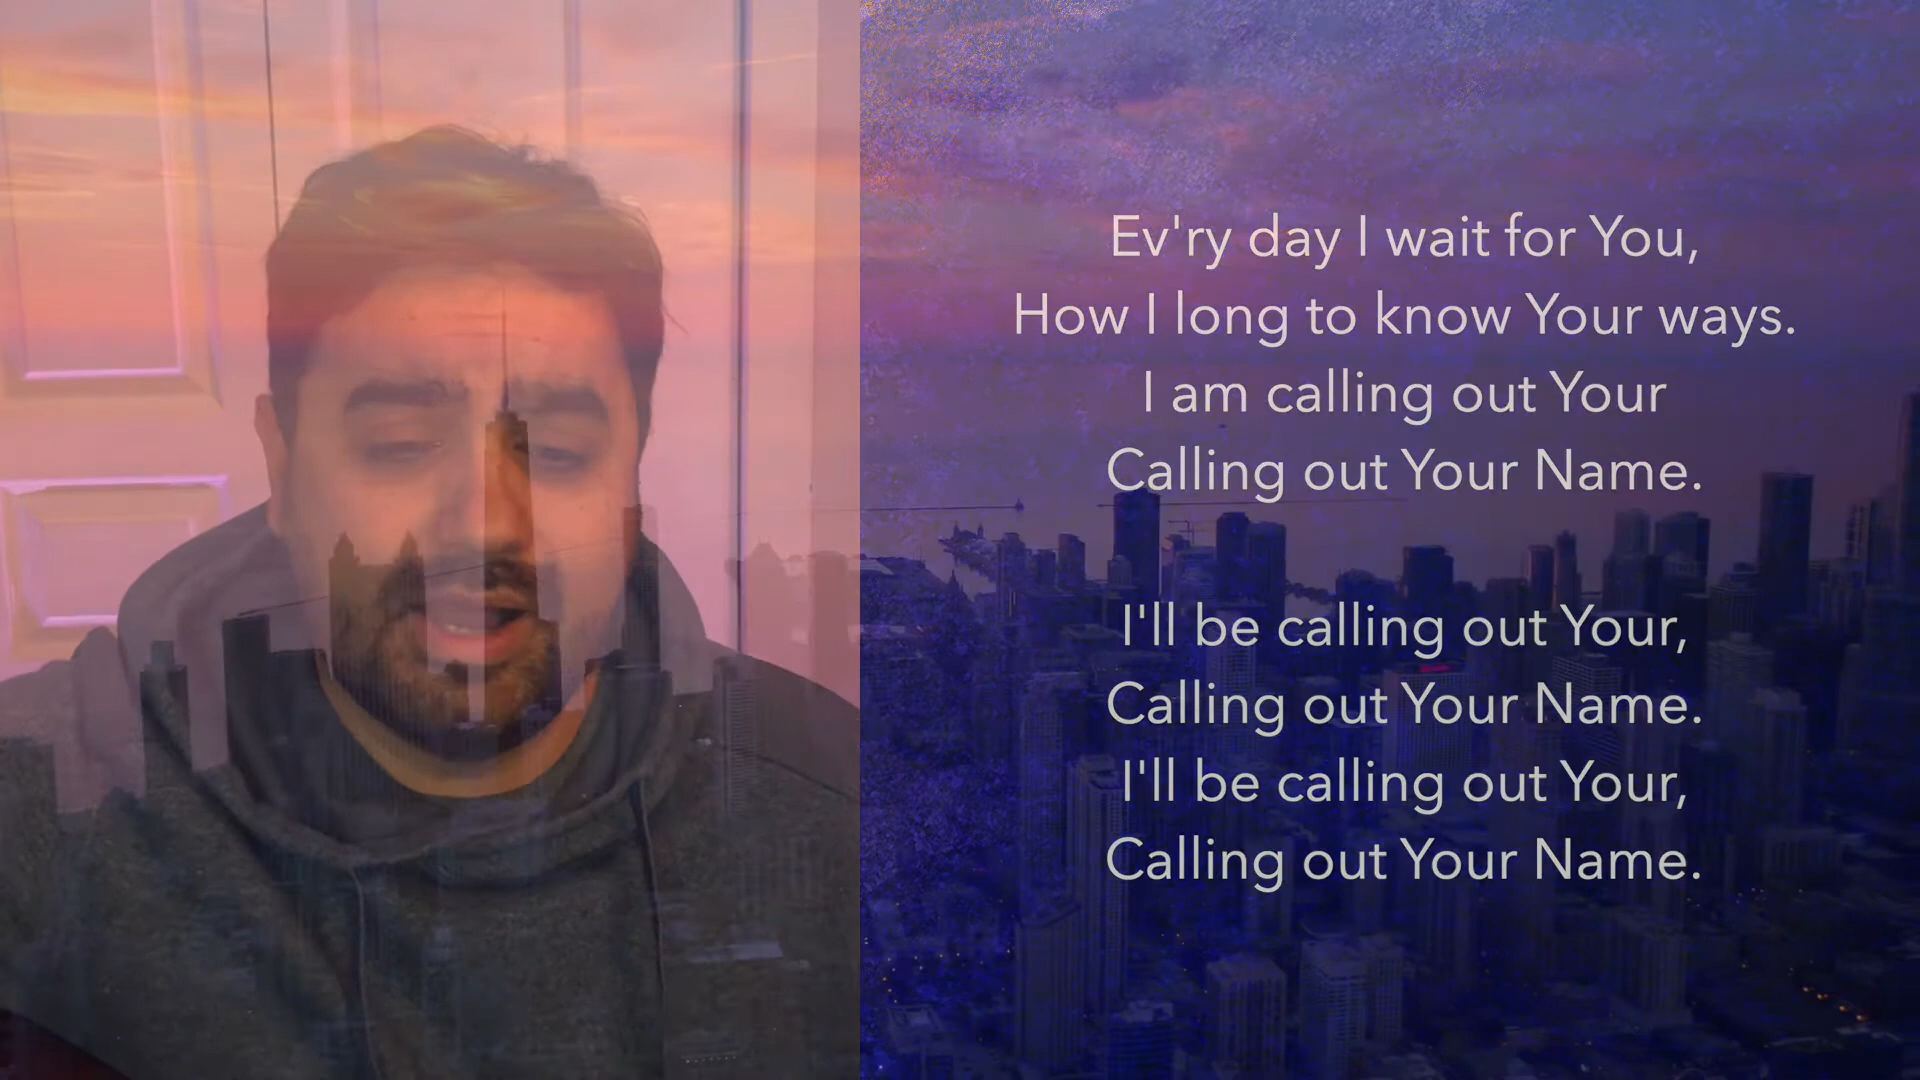 Ev'ry day I wait for You,
How I long to know Your ways.
I am calling out Your
Calling out Your Name.
I'll be calling out Your,
Calling out Your Name.
I'll be calling out Your,
Calling out Your Name.